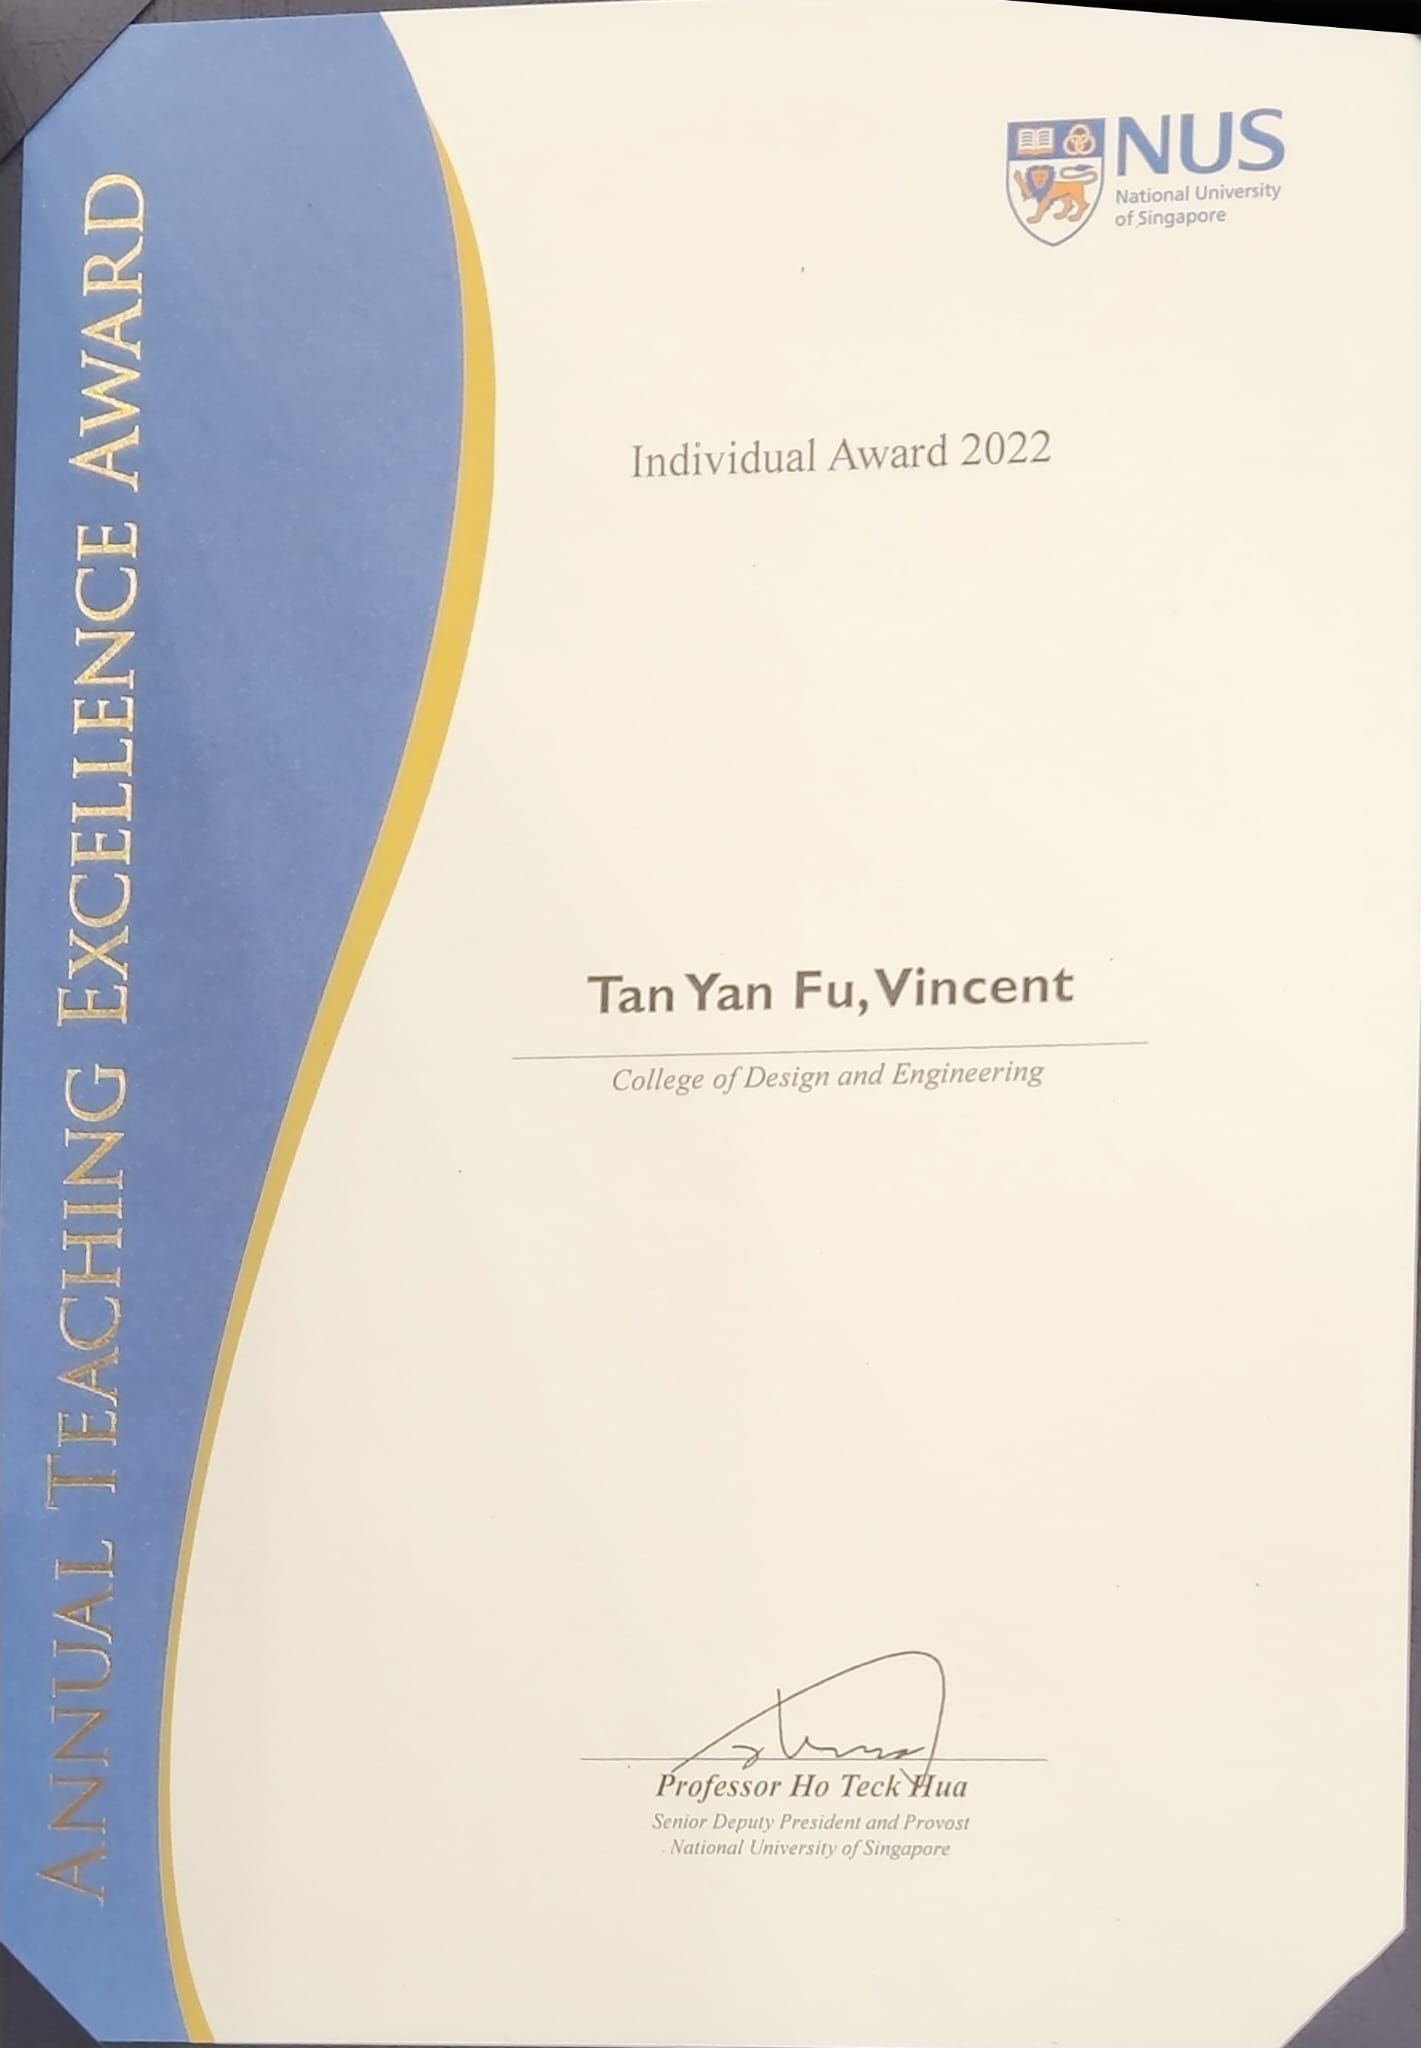 ANNUAL TEACHING EXCELLENCE AWARD
NUS
National University
of Singapore
Individual Award 2022
Tan Yan Fu, Vincent
College of Design and Engineering
Professor Ho Teck Hua
Senior Deputy President and Provost
National University of Singapore